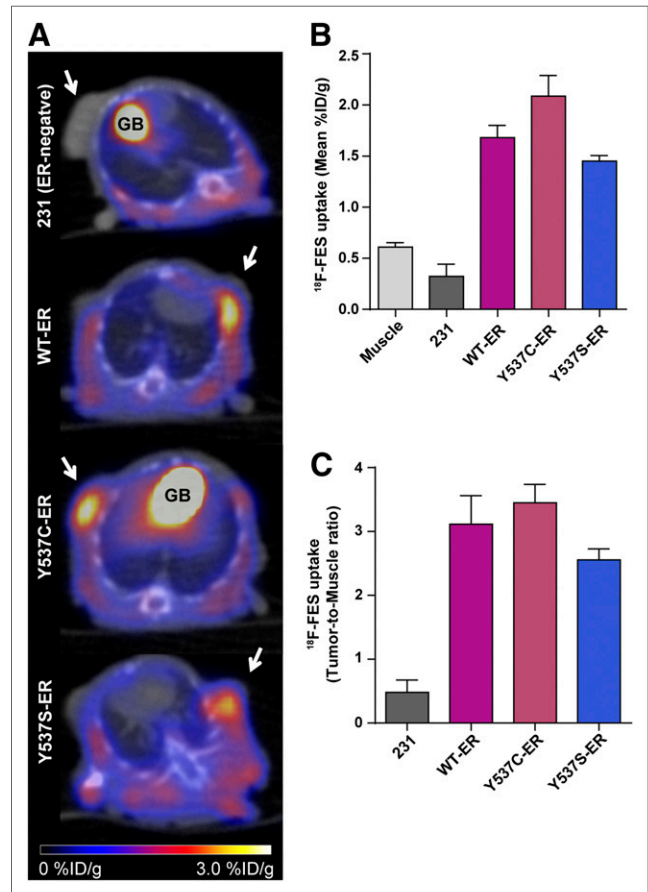 A
231 (ER-negatve)
GB
WT-ER
Y537C-ER
GB
Y537S-ER
0 %ID/g
3.0 %ID/g
B
¹⁸F-FES uptake (Mean %ID/g)
2.5
2.0
1.5
1.0
0.5
0.0
Muscle
231
WT-ER
Y537C-ER
Y537S-ER
C
¹⁸F-FES uptake
(Tumor-to-Muscle ratio)
4
3
2
1
0
231
WT-ER
Y537C-ER
Y537S-ER